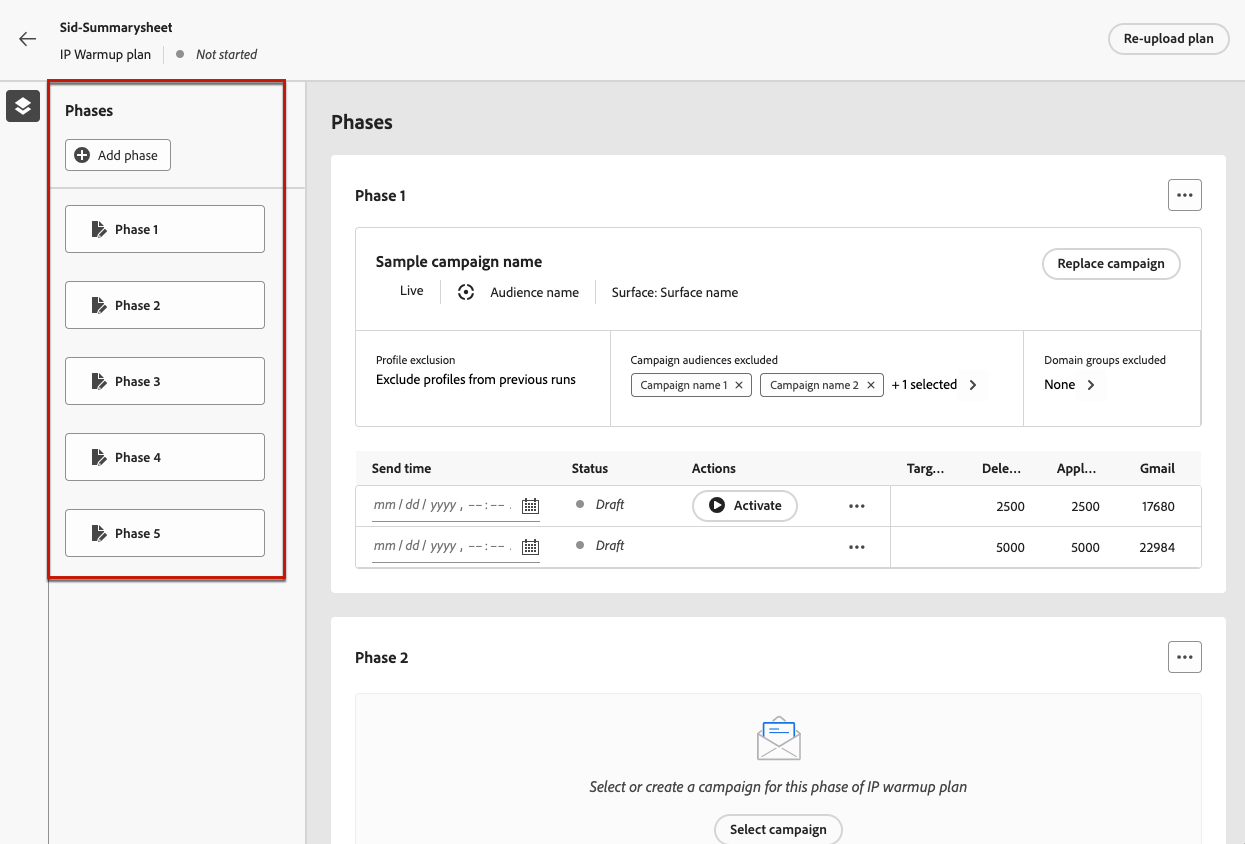 Sid-Summarysheet
IP Warmup plan Not started
Re-upload plan
Phases
Add phase
Phase 1
Phase 2
Phase 3
Phase 4
Phase 5
Phases
Phase 1
Sample campaign name
Replace campaign
Live Audience name Surface: Surface name
Profile exclusion
Exclude profiles from previous runs
Campaign audiences excluded
Campaign name 1 Campaign name 2 + 1 selected
Domain groups excluded
None
Send time Status Actions Targ... Dele... Appl... Gmail
mm / dd / yyyy , -- : -- Draft Activate 2500 2500 17680
mm / dd / yyyy , -- : -- Draft 5000 5000 22984
Phase 2
Select or create a campaign for this phase of IP warmup plan
Select campaign